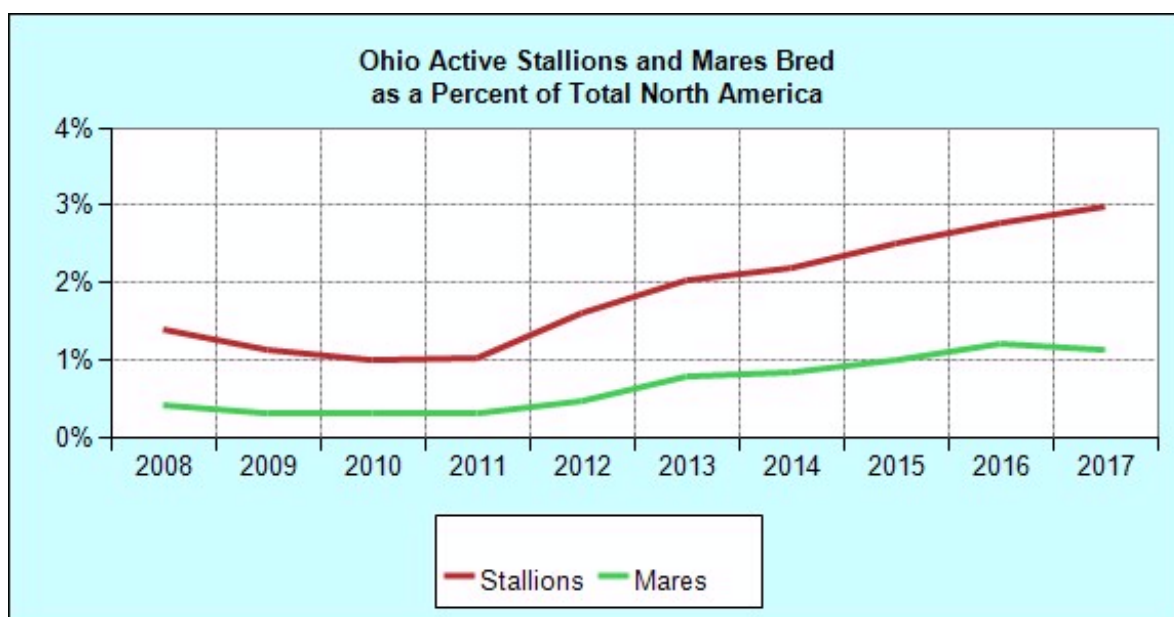 Ohio Active Stallions and Mares Bred
as a Percent of Total North America
4%
3%
2%
1%
0%
2008 2009 2010 2011 2012 2013 2014 2015 2016 2017
Stallions Mares